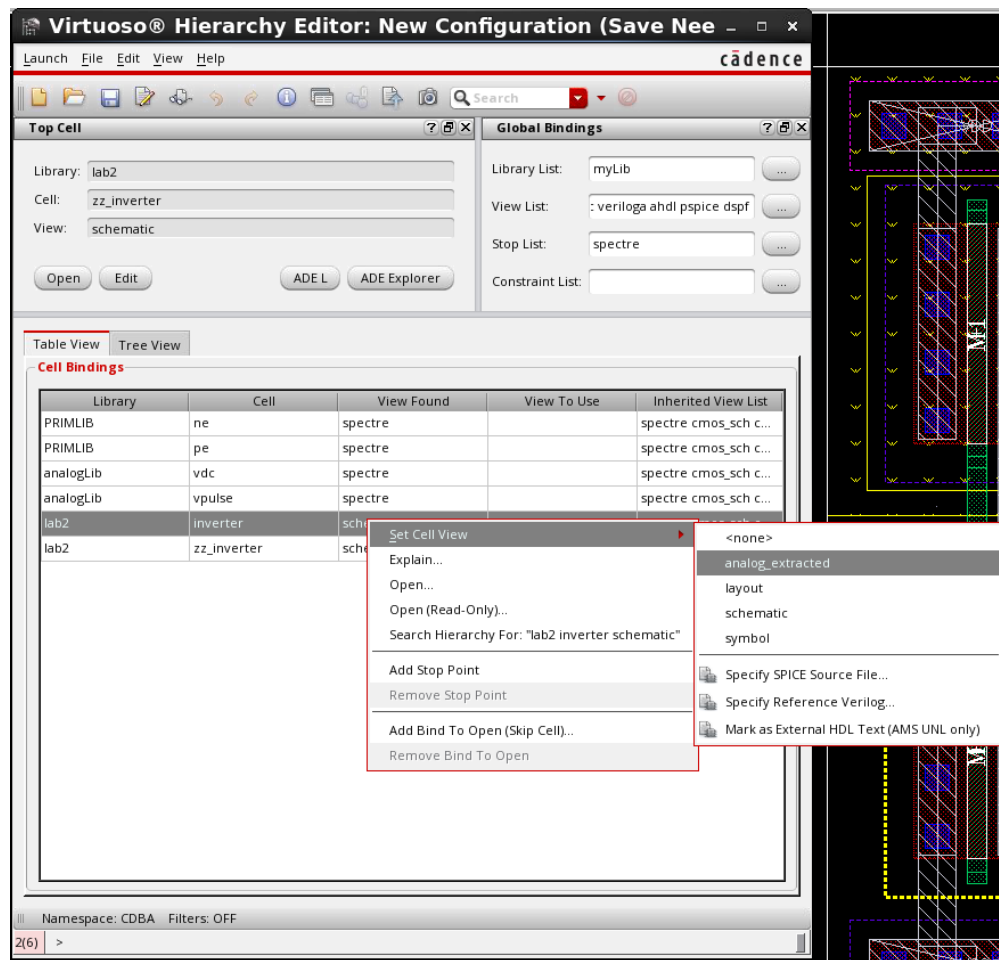 Virtuoso® Hierarchy Editor: New Configuration (Save Nee
Launch File Edit View Help
cādence
Search
Top Cell
Library: lab2
Cell: zz_inverter
View: schematic
Open Edit ADE L ADE Explorer
Global Bindings
Library List: myLib
View List: veriloga ahdl pspice dspf
Stop List: spectre
Constraint List:
Table View Tree View
Cell Bindings
Library Cell View Found View To Use Inherited View List
PRIMLIB ne spectre spectre cmos_sch c...
PRIMLIB pe spectre spectre cmos_sch c...
analogLib vdc spectre spectre cmos_sch c...
analogLib vpulse spectre spectre cmos_sch c...
lab2 inverter
lab2 zz_inverter
Set Cell View
Explain...
Open...
Open (Read-Only)...
Search Hierarchy For: "lab2 inverter schematic"
Add Stop Point
Remove Stop Point
Add Bind To Open (Skip Cell)...
Remove Bind To Open
<none>
analog_extracted
layout
schematic
symbol
Specify SPICE Source File...
Specify Reference Verilog...
Mark as External HDL Text (AMS UNL only)
Namespace: CDBA Filters: OFF
2(6) >
M1